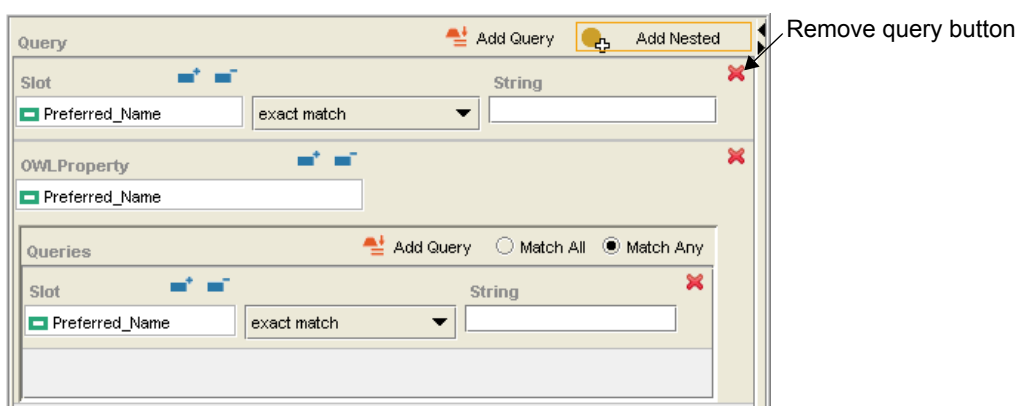 Query Add Query Add Nested Remove query button
Slot String
Preferred_Name exact match
OWLProperty
Preferred_Name
Queries Add Query Match All Match Any
Slot String
Preferred_Name exact match